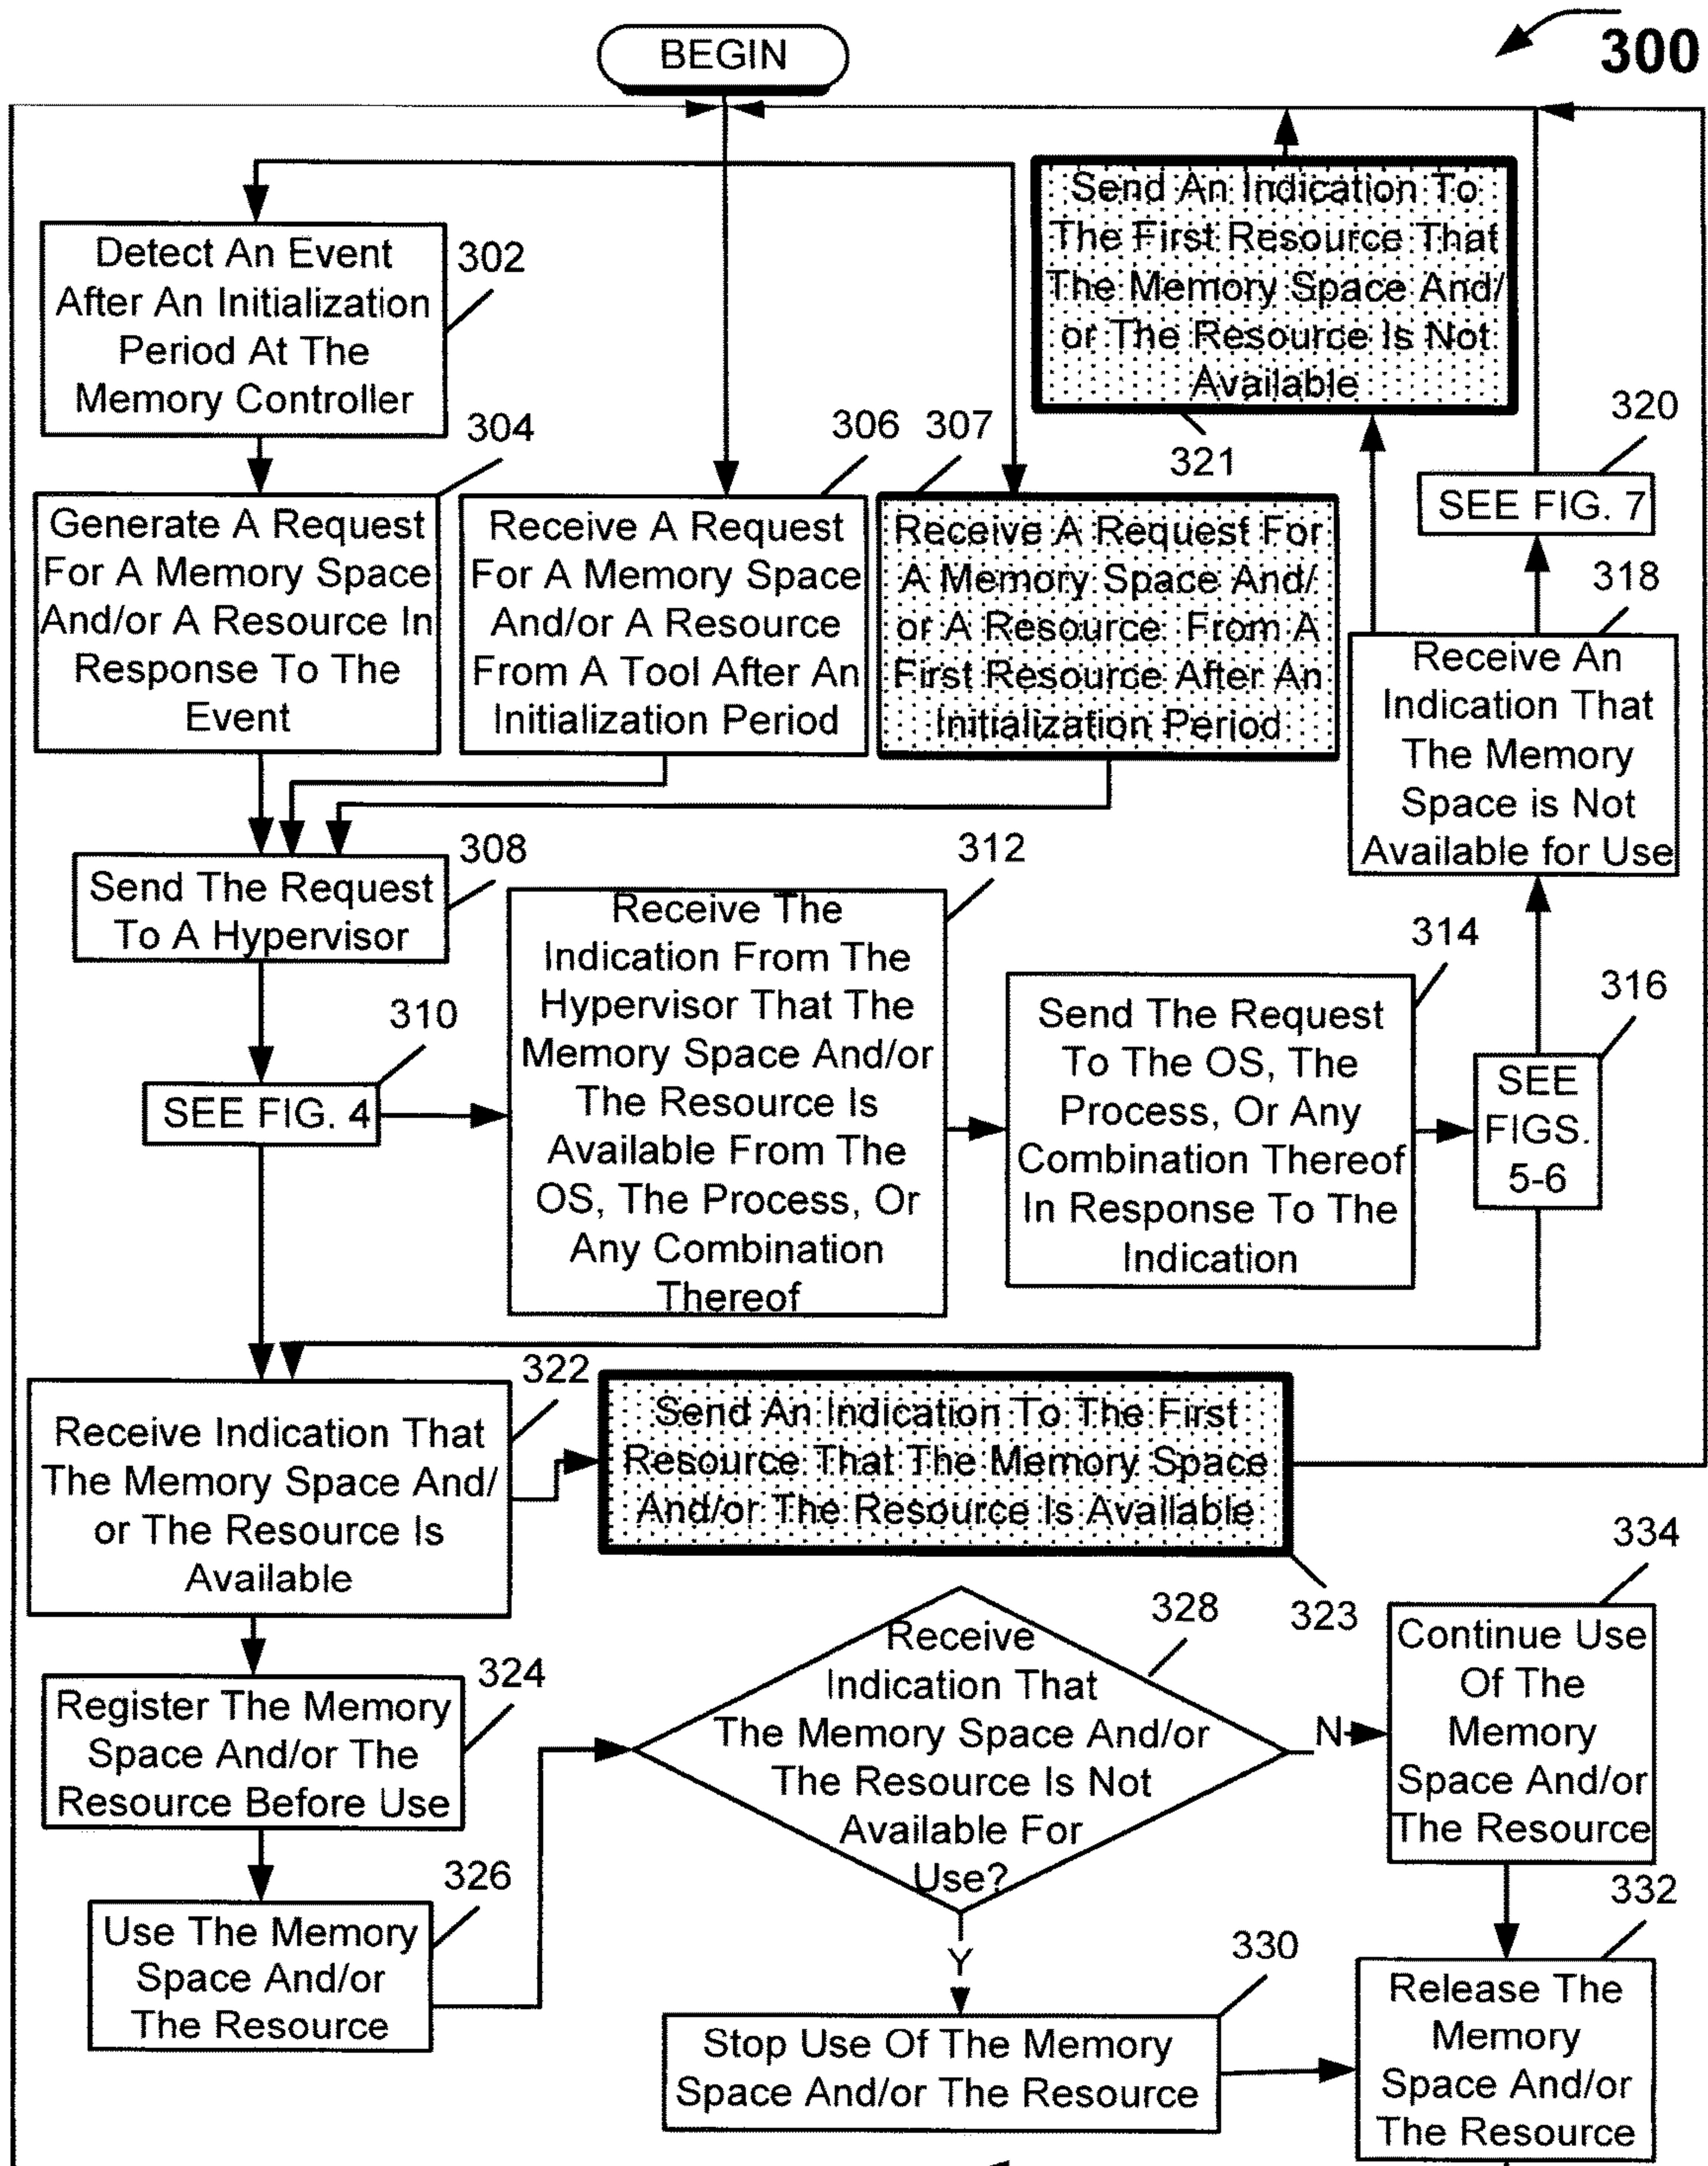 300
BEGIN
Detect An Event
After An Initialization
Period At The
Memory Controller
302
Send An Indication To
The First Resource That
The Memory Space And/
or The Resource Is Not
Available
321
304
Generate A Request
For A Memory Space
And/or A Resource In
Response To The
Event
306
Receive A Request
For A Memory Space
And/or A Resource
From A Tool After An
Initialization Period
307
Receive A Request For
A Memory Space And/
or A Resource From A
First Resource After An
Initialization Period
320
SEE FIG. 7
318
Receive An
Indication That
The Memory
Space is Not
Available for Use
308
Send The Request
To A Hypervisor
310
SEE FIG. 4
312
Receive The
Indication From The
Hypervisor That The
Memory Space And/or
The Resource Is
Available From The
OS, The Process, Or
Any Combination
Thereof
314
Send The Request
To The OS, The
Process, Or Any
Combination Thereof
In Response To The
Indication
316
SEE
FIGS.
5-6
322
Receive Indication That
The Memory Space And/
or The Resource Is
Available
Send An Indication To The First
Resource That The Memory Space
And/or The Resource Is Available
323
324
Register The Memory
Space And/or The
Resource Before Use
326
Use The Memory
Space And/or
The Resource
328
Receive
Indication That
The Memory Space And/or
The Resource Is Not
Available For
Use?
N
Y
334
Continue Use
Of The
Memory
Space And/or
The Resource
330
Stop Use Of The Memory
Space And/or The Resource
332
Release The
Memory
Space And/or
The Resource